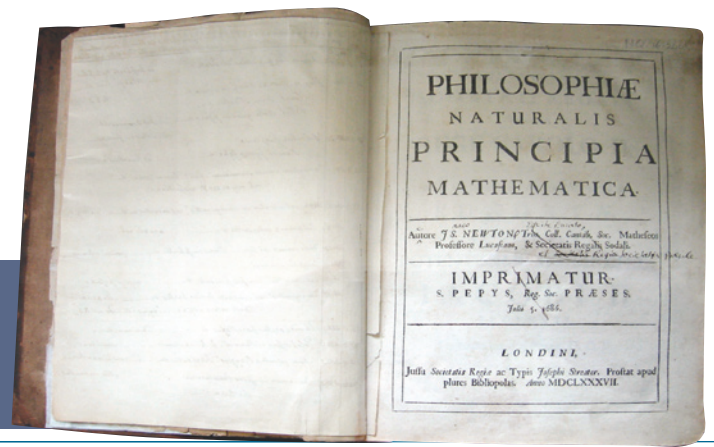 PHILOSOPHIÆ
NATURALIS
PRINCIPIA
MATHEMATICA.
Autore JS. NEWTON, Trin. Coll. Cantab. Soc. Matheseos
Professore Lucasiano, & Societatis Regalis Sodali.
IMPRIMATUR.
S. PEPYS, Reg. Soc. PRÆSES.
Julii 5. 1686.
LONDINI,
Jussu Societatis Regiæ ac Typis Josephi Streater. Prostat apud
plures Bibliopolas. Anno MDCLXXXVII.